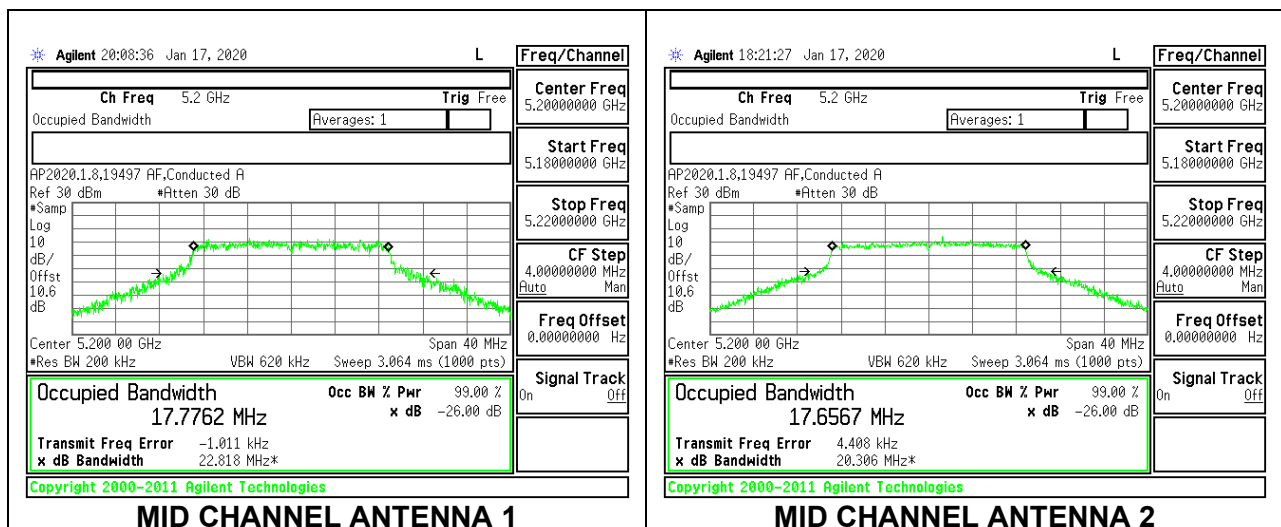 Agilent 20:08:36 Jan 17, 2020 L
Freq/Channel
Ch Freq 5.2 GHz Trig Free
Occupied Bandwidth Averages: 1
AP2020.1.8,19497 AF,Conducted A
Ref 30 dBm #Atten 30 dB
#Samp
Log
10
dB/
Offst
10.6
dB
Center 5.200 00 GHz Span 40 MHz
#Res BW 200 kHz VBW 620 kHz Sweep 3.064 ms (1000 pts)
Occupied Bandwidth Occ BW % Pwr 99.00 %
17.7762 MHz x dB -26.00 dB
Transmit Freq Error -1.011 kHz
x dB Bandwidth 22.818 MHz*
Copyright 2000-2011 Agilent Technologies
Center Freq
5.20000000 GHz
Start Freq
5.18000000 GHz
Stop Freq
5.22000000 GHz
CF Step
4.00000000 MHz
Auto Man
Freq Offset
0.00000000 Hz
Signal Track
On Off
MID CHANNEL ANTENNA 1
Agilent 18:21:27 Jan 17, 2020 L
Freq/Channel
Ch Freq 5.2 GHz Trig Free
Occupied Bandwidth Averages: 1
AP2020.1.8,19497 AF,Conducted A
Ref 30 dBm #Atten 30 dB
#Samp
Log
10
dB/
Offst
10.6
dB
Center 5.200 00 GHz Span 40 MHz
#Res BW 200 kHz VBW 620 kHz Sweep 3.064 ms (1000 pts)
Occupied Bandwidth Occ BW % Pwr 99.00 %
17.6567 MHz x dB -26.00 dB
Transmit Freq Error 4.408 kHz
x dB Bandwidth 20.306 MHz*
Copyright 2000-2011 Agilent Technologies
Center Freq
5.20000000 GHz
Start Freq
5.18000000 GHz
Stop Freq
5.22000000 GHz
CF Step
4.00000000 MHz
Auto Man
Freq Offset
0.00000000 Hz
Signal Track
On Off
MID CHANNEL ANTENNA 2